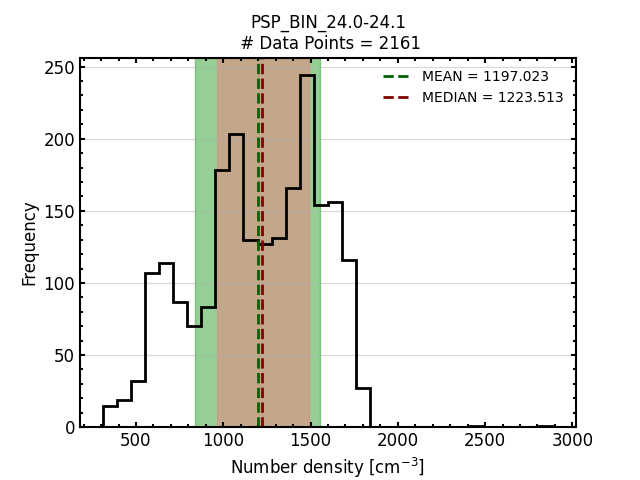 PSP_BIN_24.0-24.1
# Data Points = 2161
MEAN = 1197.023
MEDIAN = 1223.513
250
200
150
100
50
0
Frequency
500 1000 1500 2000 2500 3000
Number density [cm⁻³]